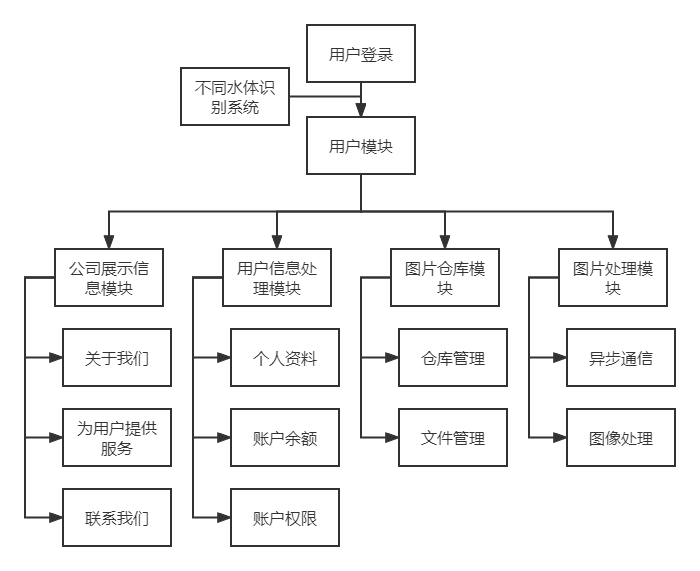 用户登录
不同水体识
别系统
用户模块
公司展示信
息模块
用户信息处
理模块
图片仓库模
块
图片处理模
块
关于我们
个人资料
仓库管理
异步通信
为用户提供
服务
账户余额
文件管理
图像处理
联系我们
账户权限